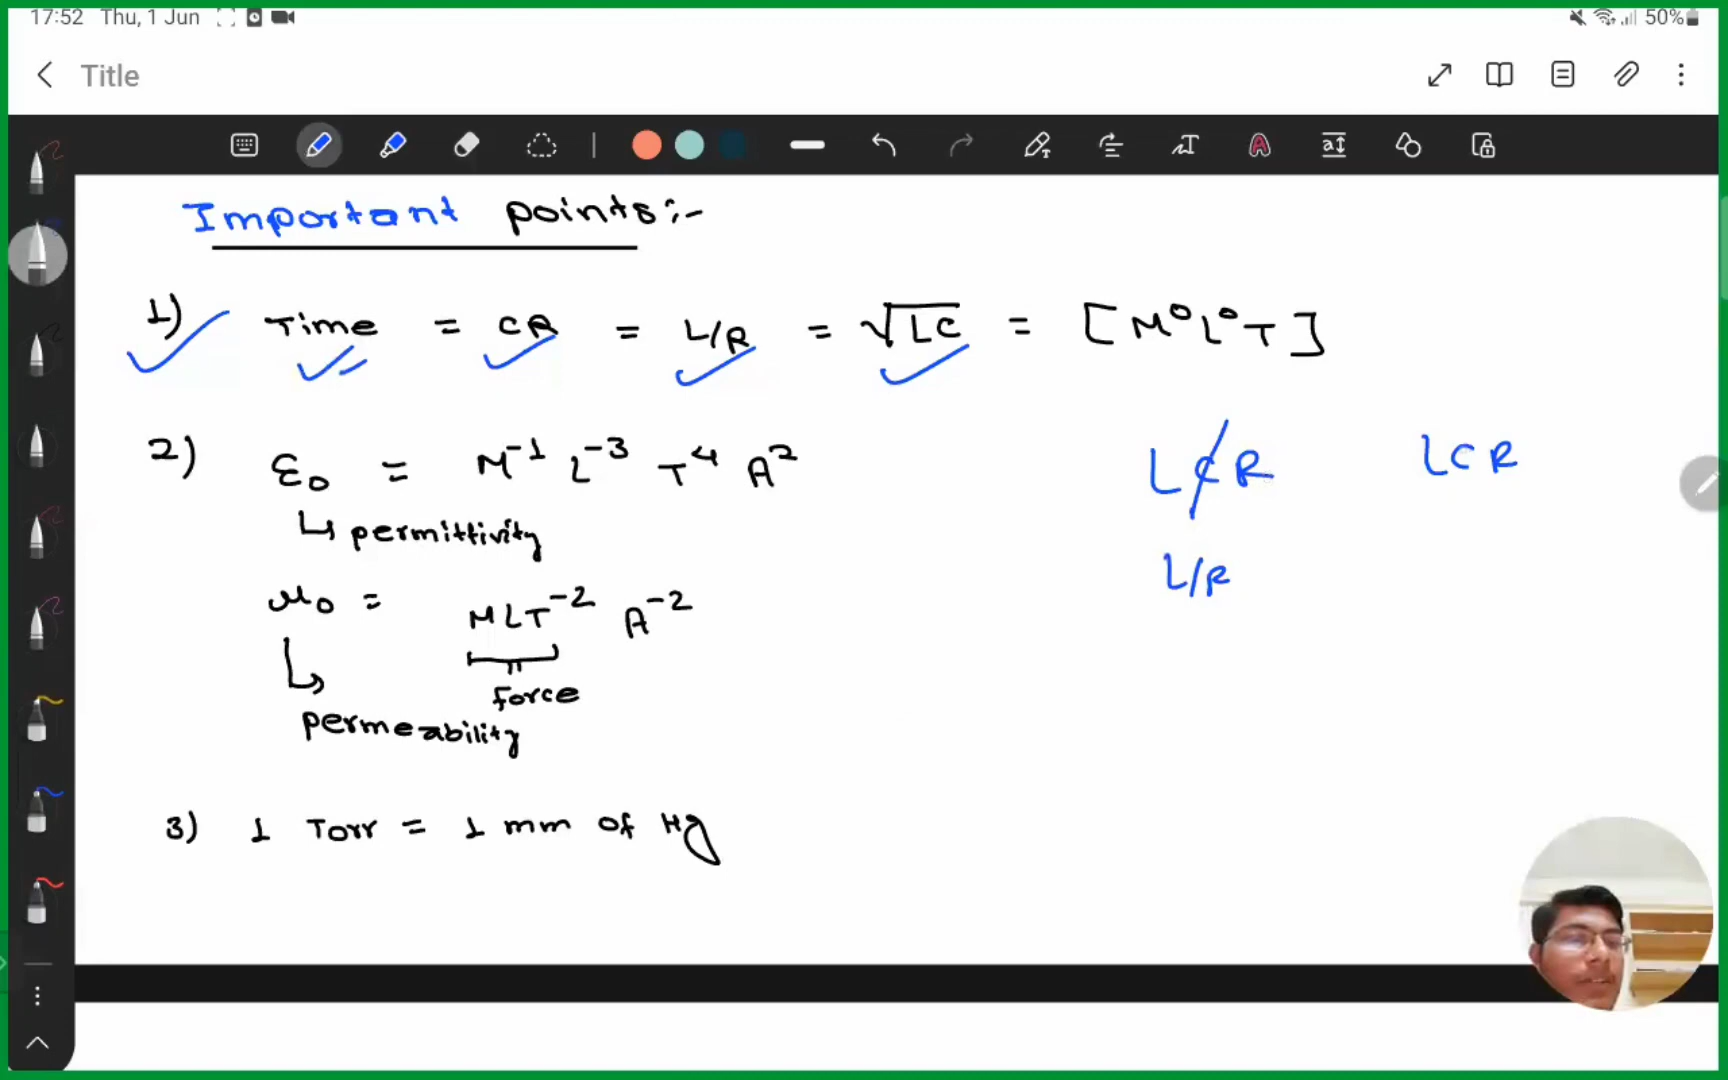 17:52 Thu, 1 Jun 50%
Title
Important points:-
1) Time = CR = L/R = √LC = [M⁰L⁰T]
2) ε₀ = M⁻¹ L⁻³ T⁴ A²
↳ permittivity
LCR LCR
L/R
μ₀ = MLT⁻² A⁻²
force
permeability
3) 1 Torr = 1 mm of Hg